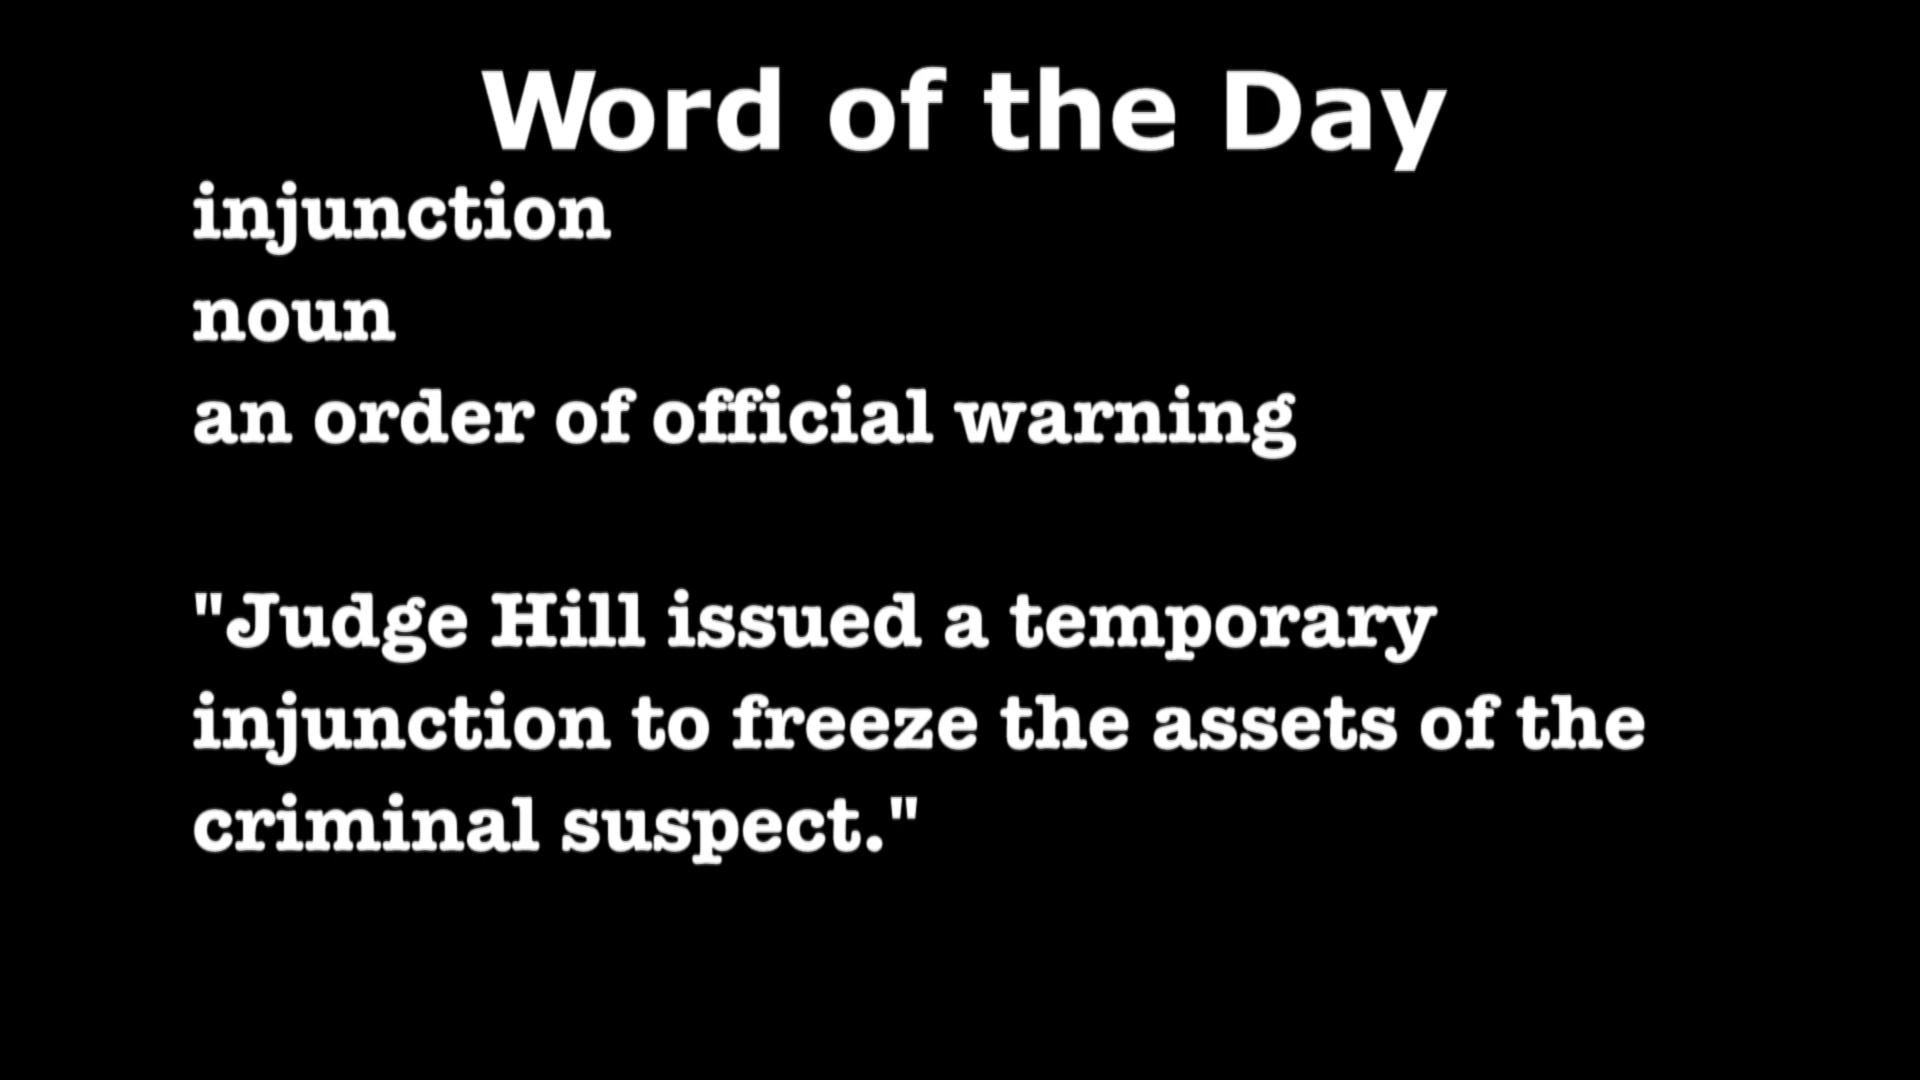 Word of the Day
injunction
noun
an order of official warning
"Judge Hill issued a temporary
injunction to freeze the assets of the
criminal suspect."